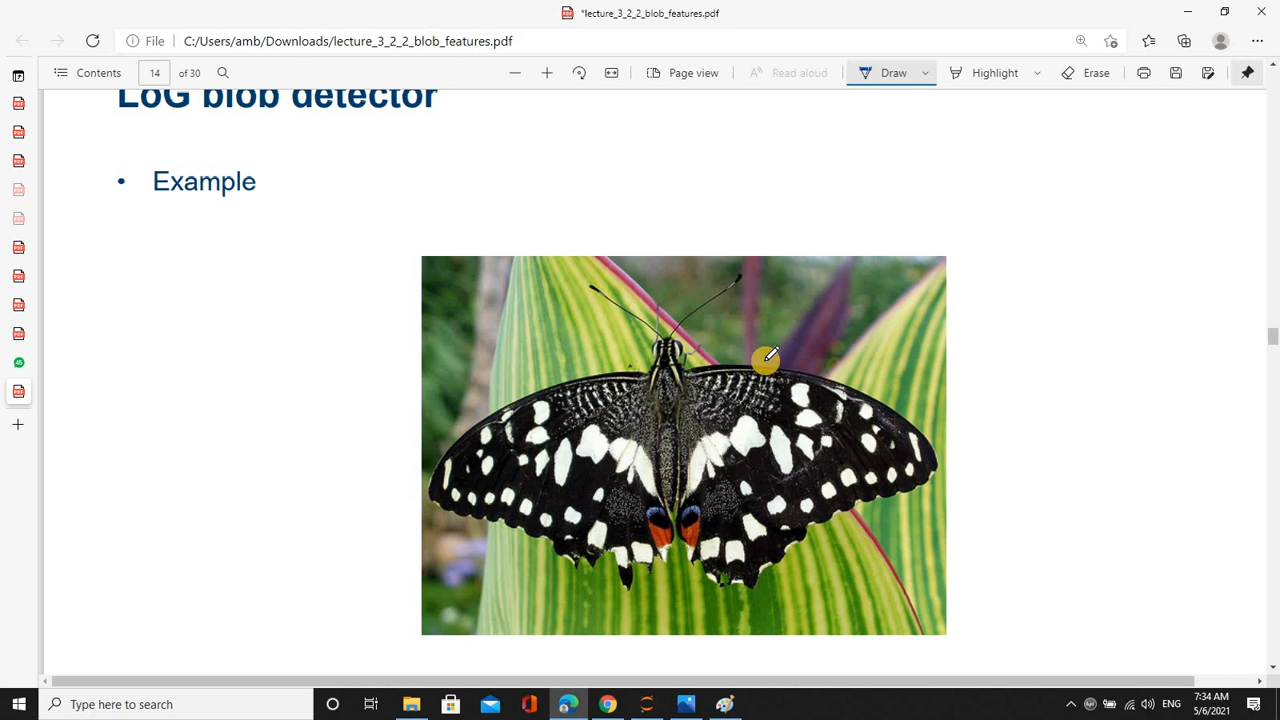 *lecture_3_2_2_blob_features.pdf
File C:/Users/amb/Downloads/lecture_3_2_2_blob_features.pdf
Contents 14 of 30 Page view Read aloud Draw Highlight Erase
LoG blob detector
• Example
Type here to search
ENG
7:34 AM
5/6/2021